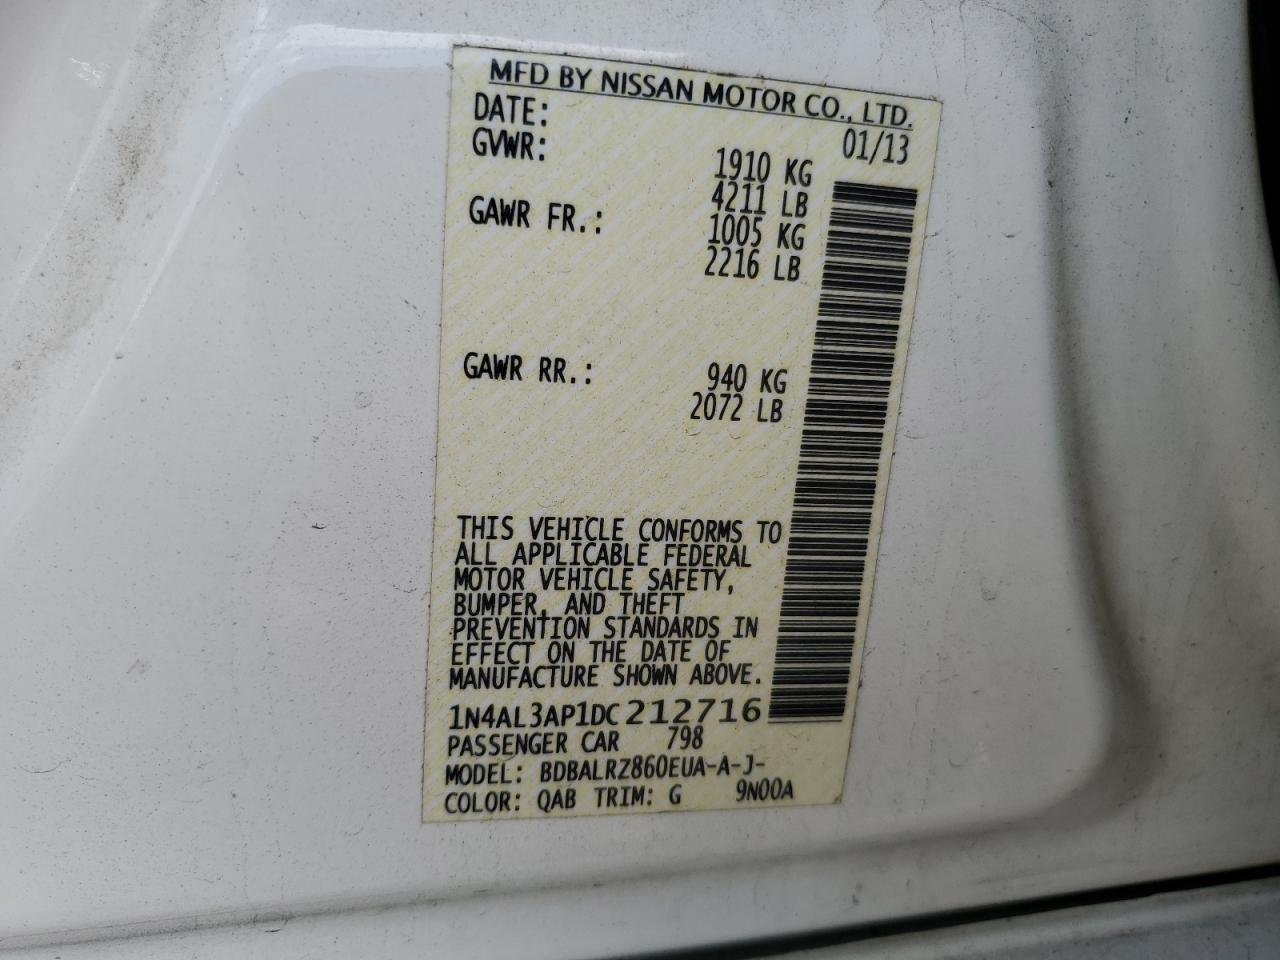 MFD BY NISSAN MOTOR CO., LTD.
DATE: 01/13
GVWR: 1910 KG
4211 LB
GAWR FR.: 1005 KG
2216 LB
GAWR RR.: 940 KG
2072 LB
THIS VEHICLE CONFORMS TO
ALL APPLICABLE FEDERAL
MOTOR VEHICLE SAFETY,
BUMPER, AND THEFT
PREVENTION STANDARDS IN
EFFECT ON THE DATE OF
MANUFACTURE SHOWN ABOVE.
1N4AL3AP1DC212716
PASSENGER CAR 798
MODEL: BDBALRZ860EUA-A-J-
COLOR: QAB TRIM: G 9N00A